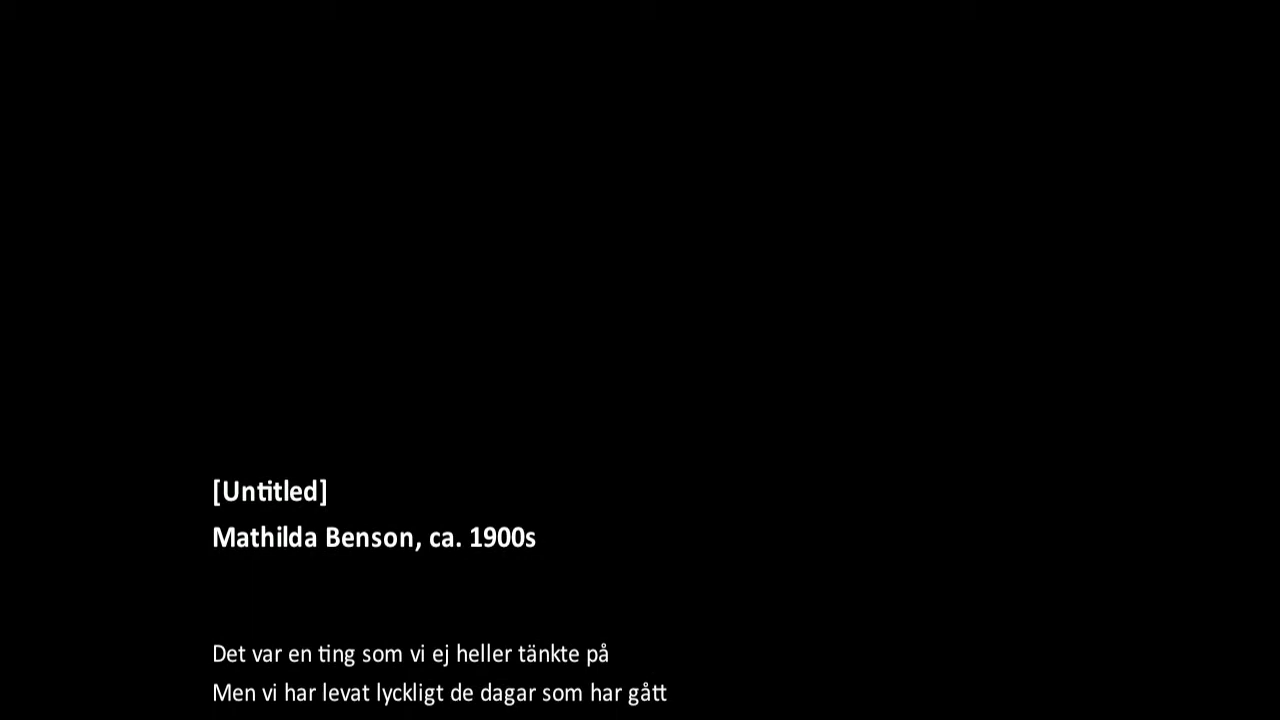 [Untitled]
Mathilda Benson, ca. 1900s
Det var en ting som vi ej heller tänkte på
Men vi har levat lyckligt de dagar som har gått